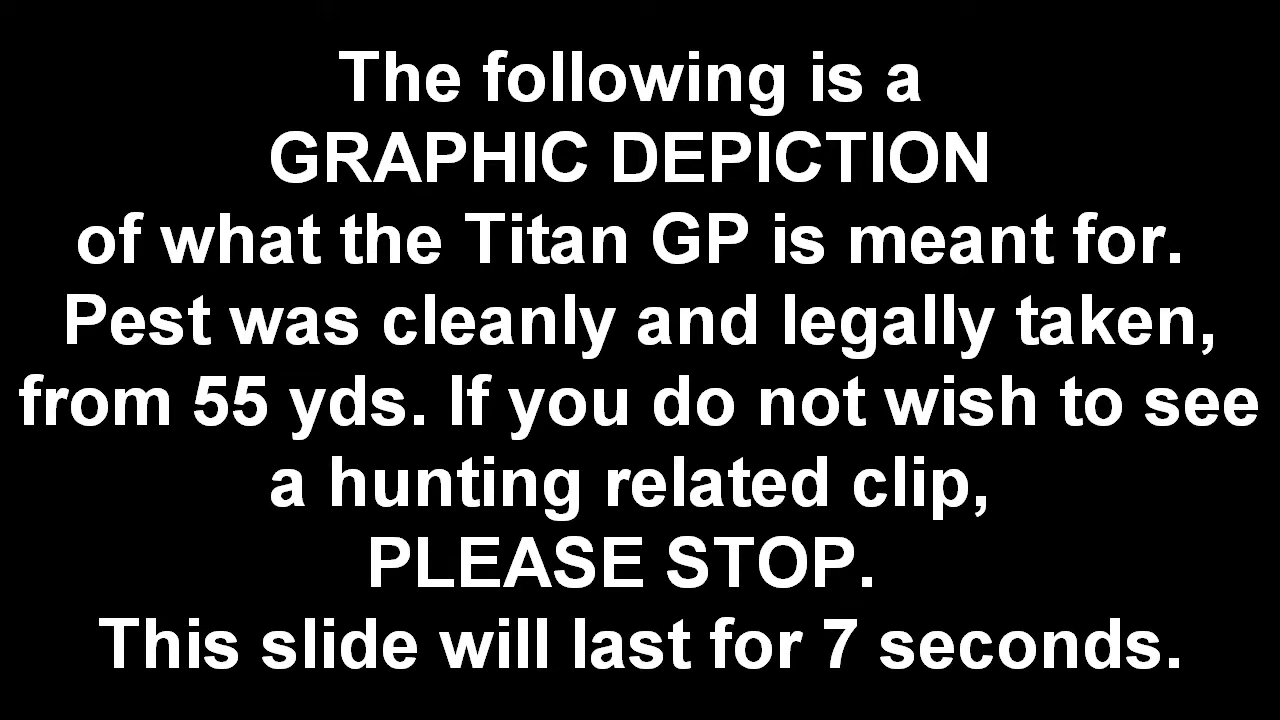 The following is a
GRAPHIC DEPICTION
of what the Titan GP is meant for.
Pest was cleanly and legally taken,
from 55 yds. If you do not wish to see
a hunting related clip,
PLEASE STOP.
This slide will last for 7 seconds.